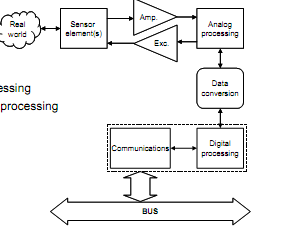 Real
world
Sensor
element(s)
Amp.
Exc.
Analog
processing
Data
conversion
essing
processing
Communications
Digital
processing
BUS